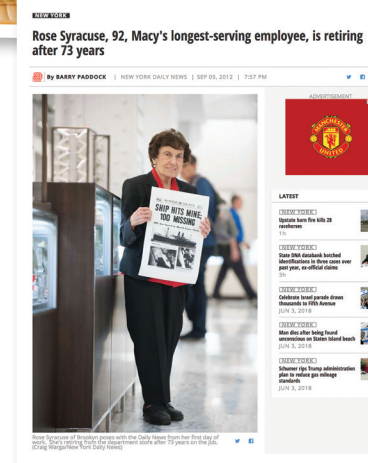 NEW YORK
Rose Syracuse, 92, Macy's longest-serving employee, is retiring
after 73 years
By BARRY PADDOCK | NEW YORK DAILY NEWS | SEP 05, 2012 | 7:57 PM
ADVERTISEMENT
MANCHESTER
UNITED
SHIP HITS MINE;
100 MISSING
LATEST
NEW YORK
Upstate barn fire kills 28
racehorses
1h
NEW YORK
State DNA databank botched
identifications in three cases over
past year, ex-official claims
3h
NEW YORK
Celebrate Israel parade draws
thousands to Fifth Avenue
JUN 3, 2018
NEW YORK
Man dies after being found
unconscious on Staten Island beach
JUN 3, 2018
NEW YORK
Schumer rips Trump administration
plan to reduce gas mileage
standards
JUN 3, 2018
Rose Syracuse of Brooklyn poses with the Daily News from her first day of
work. She's retiring from the department store after 73 years on the job.
(Craig Warga/New York Daily News)